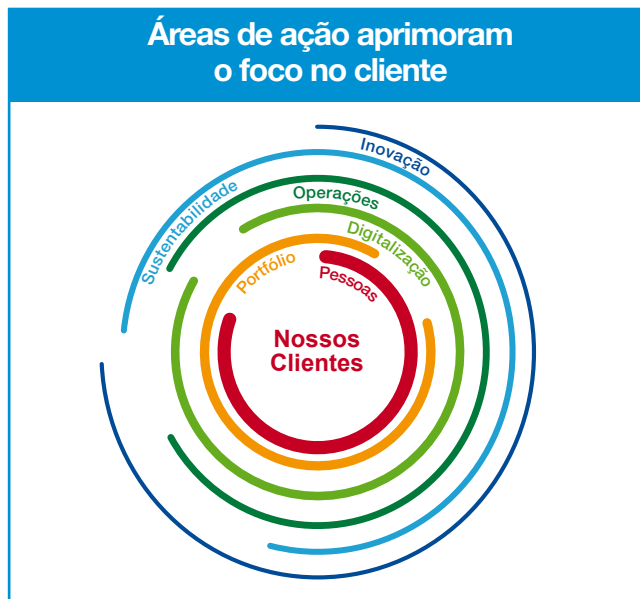 Áreas de ação aprimoram
o foco no cliente
Inovação
Sustentabilidade
Operações
Digitalização
Portfólio
Pessoas
Nossos
Clientes